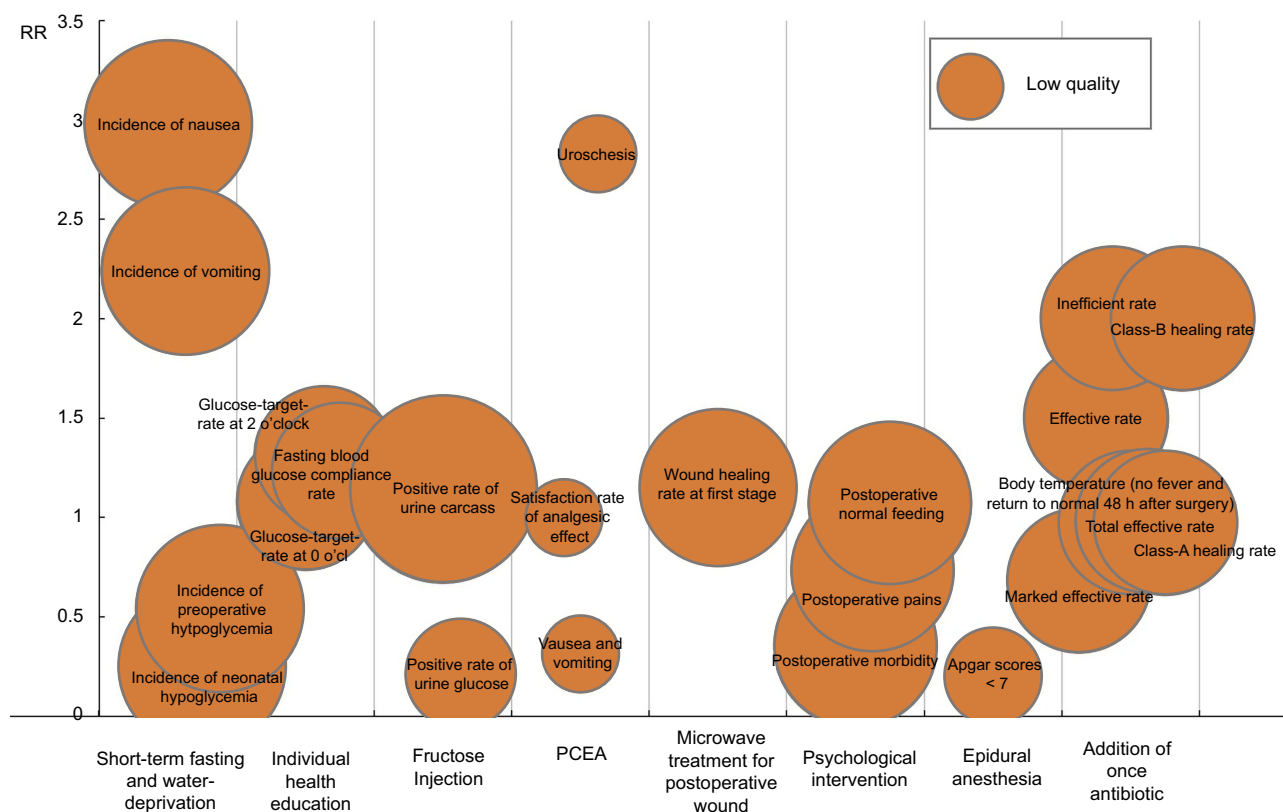 RR
3.5
3
2.5
2
1.5
1
0.5
0
Low quality
Incidence of nausea
Incidence of vomiting
Incidence of
preoperative
hytpoglycemia
Incidence of neonatal
hypoglycemia
Glucose-target-
rate at 2 o'clock
Fasting blood
glucose compliance
rate
Glucose-target-
rate at 0 o'cl
Positive rate of
urine carcass
Positive rate of
urine glucose
Uroschesis
Satisfaction rate
of analgesic
effect
Vausea and
vomiting
Wound healing
rate at first stage
Postoperative
normal feeding
Postoperative pains
Postoperative morbidity
Apgar scores
< 7
Inefficient rate
Class-B healing rate
Effective rate
Body temperature (no fever and
return to normal 48 h after surgery)
Total effective rate
Class-A healing rate
Marked effective rate
Short-term fasting
and water-
deprivation
Individual
health
education
Fructose
Injection
PCEA
Microwave
treatment for
postoperative
wound
Psychological
intervention
Epidural
anesthesia
Addition of
once
antibiotic